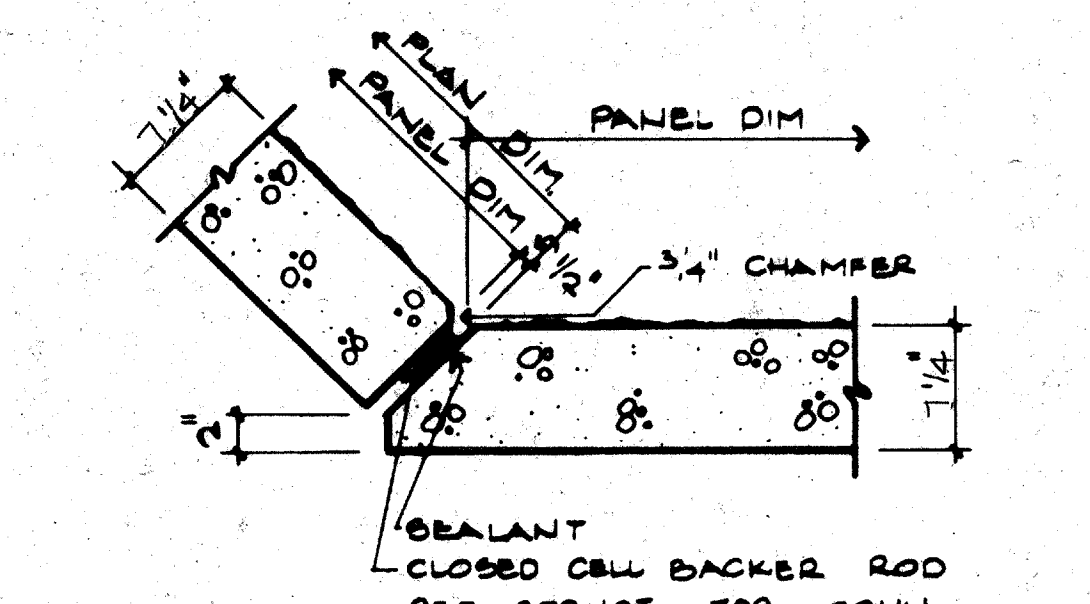 PLAN DIM.
PANEL DIM
PANEL DIM
7 1/4"
1/2"
3/4" CHAMFER
7 1/4"
2"
SEALANT
CLOSED CELL BACKER ROD